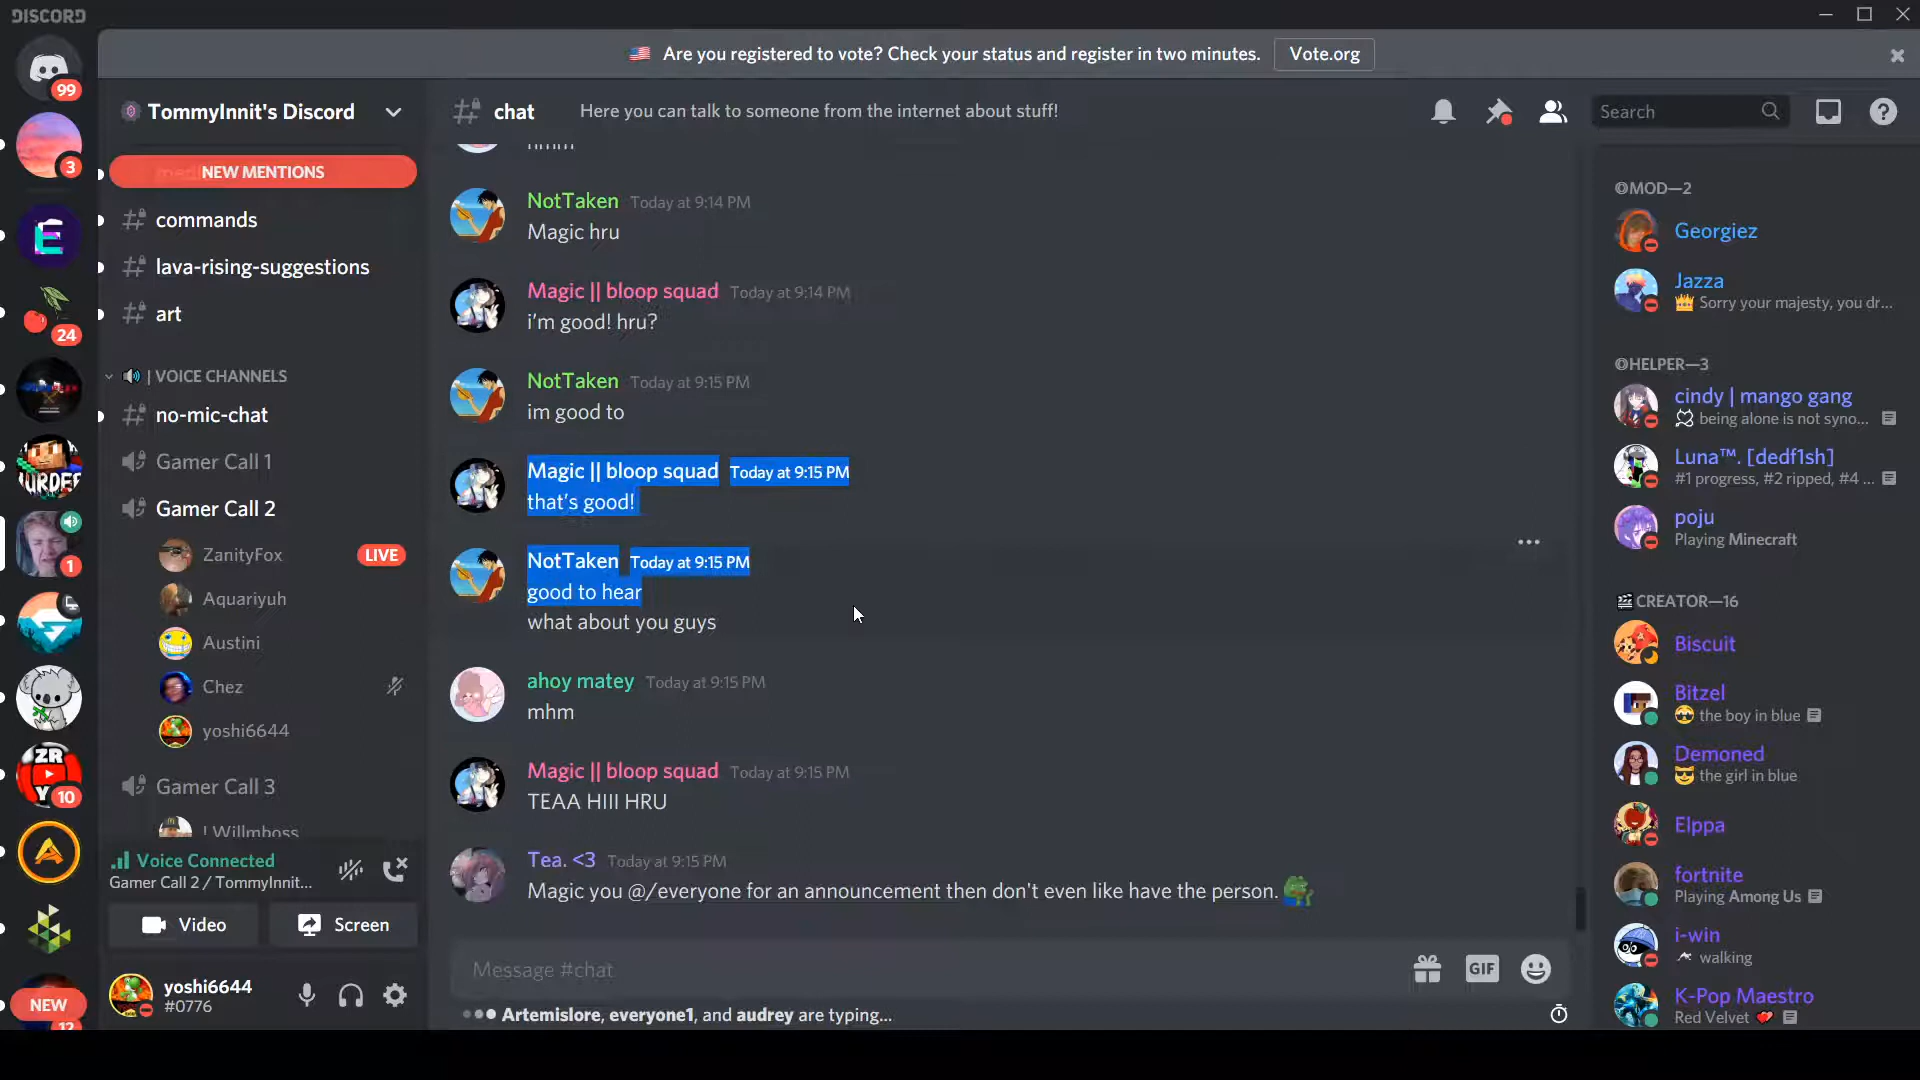 DISCORD
🇺🇸 Are you registered to vote? Check your status and register in two minutes. Vote.org
99
3
24
1
ZR
Y
10
NEW
12
TommyInnit's Discord
NEW MENTIONS
commands
lava-rising-suggestions
art
🔊 | VOICE CHANNELS
no-mic-chat
Gamer Call 1
Gamer Call 2
ZanityFox LIVE
Aquariyuh
Austini
Chez
yoshi6644
Gamer Call 3
! Willmboss
Voice Connected
Gamer Call 2 / TommyInnit...
Video Screen
yoshi6644
#0776
chat Here you can talk to someone from the internet about stuff! Search
hmm
NotTaken Today at 9:14 PM
Magic hru
Magic || bloop squad Today at 9:14 PM
i'm good! hru?
NotTaken Today at 9:15 PM
im good to
Magic || bloop squad Today at 9:15 PM
that's good!
NotTaken Today at 9:15 PM
good to hear
what about you guys
ahoy matey Today at 9:15 PM
mhm
Magic || bloop squad Today at 9:15 PM
TEAA HIII HRU
Tea. <3 Today at 9:15 PM
Magic you @/everyone for an announcement then don't even like have the person.
Message #chat GIF
Artemislore, everyone1, and audrey are typing...
MOD—2
Georgiez
Jazza
👑 Sorry your majesty, you dr...
HELPER—3
cindy | mango gang
being alone is not syno...
Luna™. [dedf1sh]
#1 progress, #2 ripped, #4 ...
poju
Playing Minecraft
🎬CREATOR—16
Biscuit
Bitzel
the boy in blue
Demoned
😎 the girl in blue
Elppa
fortnite
Playing Among Us
i-win
walking
K-Pop Maestro
Red Velvet